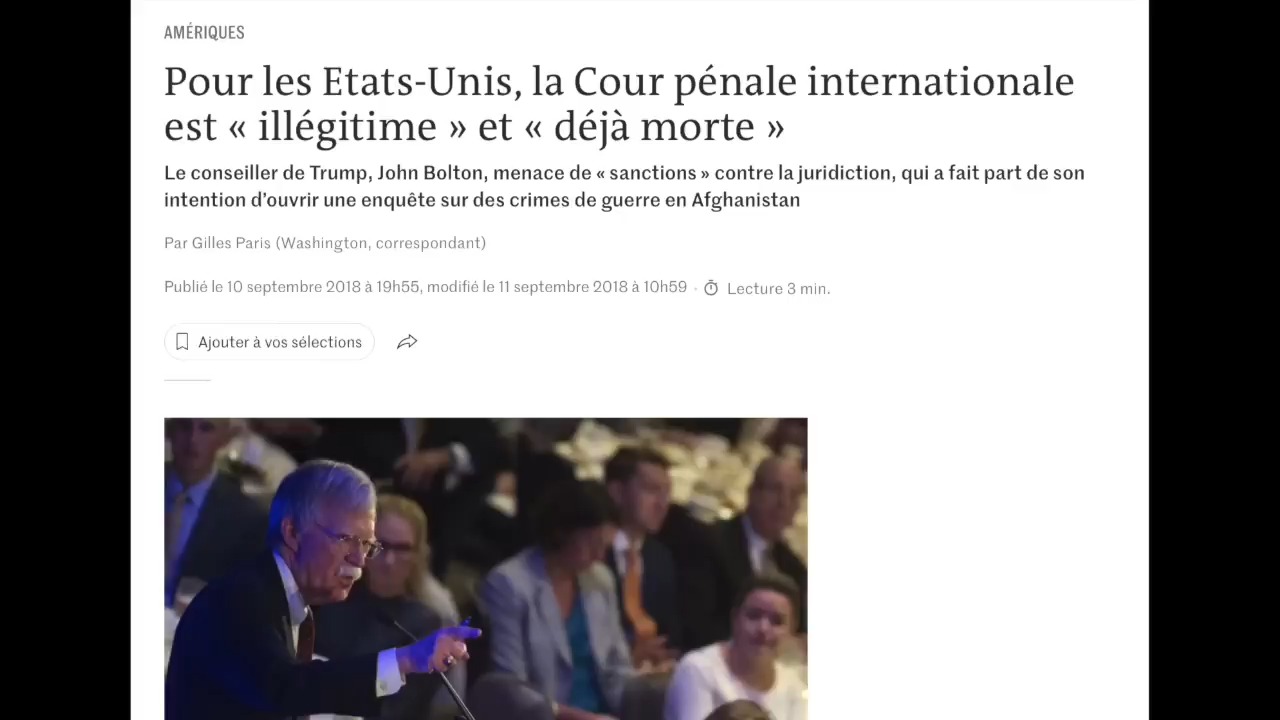 AMÉRIQUES
Pour les Etats-Unis, la Cour pénale internationale
est « illégitime » et « déjà morte »
Le conseiller de Trump, John Bolton, menace de « sanctions » contre la juridiction, qui a fait part de son
intention d’ouvrir une enquête sur des crimes de guerre en Afghanistan
Par Gilles Paris (Washington, correspondant)
Publié le 10 septembre 2018 à 19h55, modifié le 11 septembre 2018 à 10h59 · Lecture 3 min.
Ajouter à vos sélections